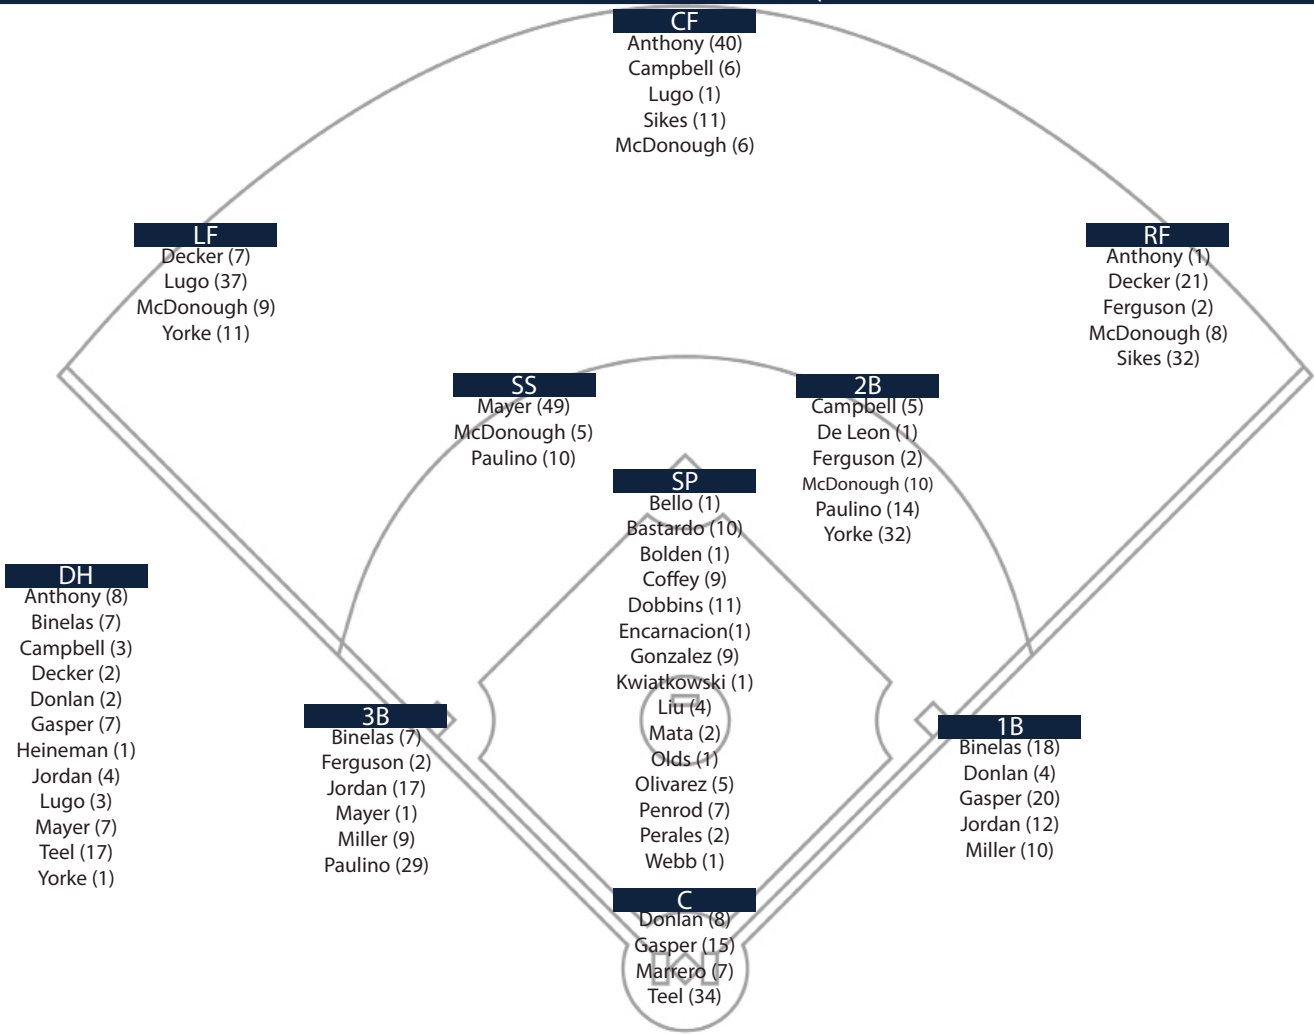 CF
Anthony (40)
Campbell (6)
Lugo (1)
Sikes (11)
McDonough (6)
LF
Decker (7)
Lugo (37)
McDonough (9)
Yorke (11)
RF
Anthony (1)
Decker (21)
Ferguson (2)
McDonough (8)
Sikes (32)
SS
Mayer (49)
McDonough (5)
Paulino (10)
2B
Campbell (5)
De Leon (1)
Ferguson (2)
McDonough (10)
Paulino (14)
Yorke (32)
SP
Bello (1)
Bastardo (10)
Bolden (1)
Coffey (9)
Dobbins (11)
Encarnacion(1)
Gonzalez (9)
Kwiatkowski (1)
Liu (4)
Mata (2)
Olds (1)
Olivarez (5)
Penrod (7)
Perales (2)
Webb (1)
DH
Anthony (8)
Binelas (7)
Campbell (3)
Decker (2)
Donlan (2)
Gasper (7)
Heineman (1)
Jordan (4)
Lugo (3)
Mayer (7)
Teel (17)
Yorke (1)
3B
Binelas (7)
Ferguson (2)
Jordan (17)
Mayer (1)
Miller (9)
Paulino (29)
1B
Binelas (18)
Donlan (4)
Gasper (20)
Jordan (12)
Miller (10)
C
Donlan (8)
Gasper (15)
Marrero (7)
Teel (34)